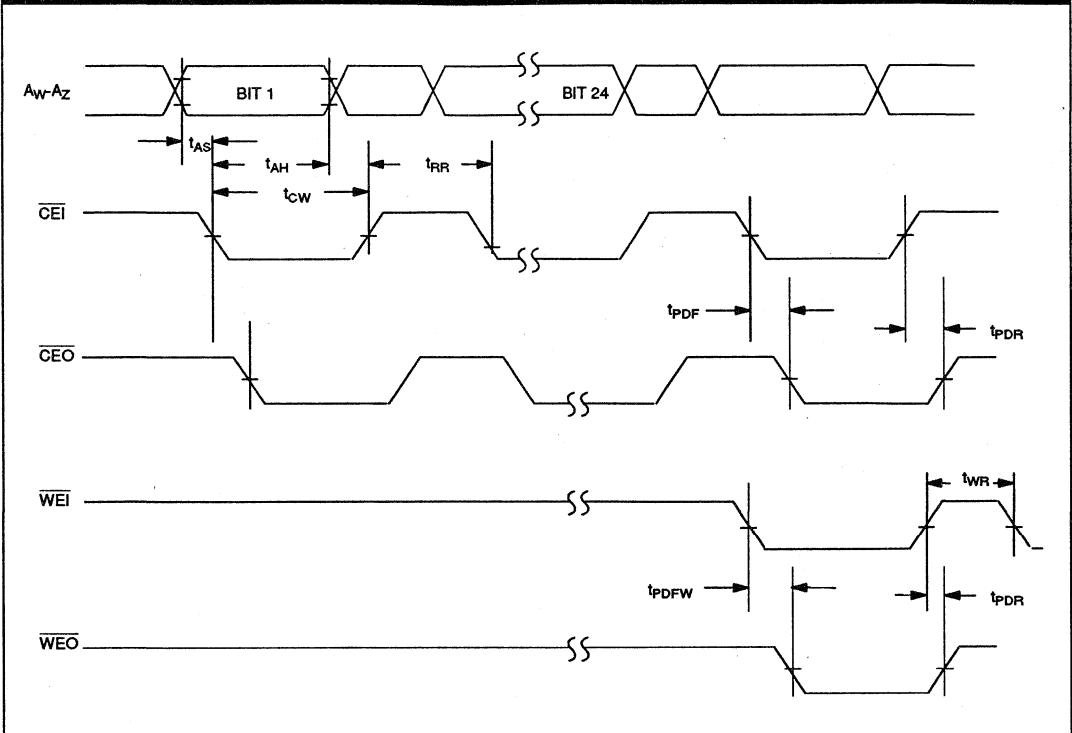 AW-AZ BIT 1 BIT 24
tAS
tAH tRR
tCW
CEI
tPDF
tPDR
CEO
WEI tWR
tPDFW tPDR
WEO